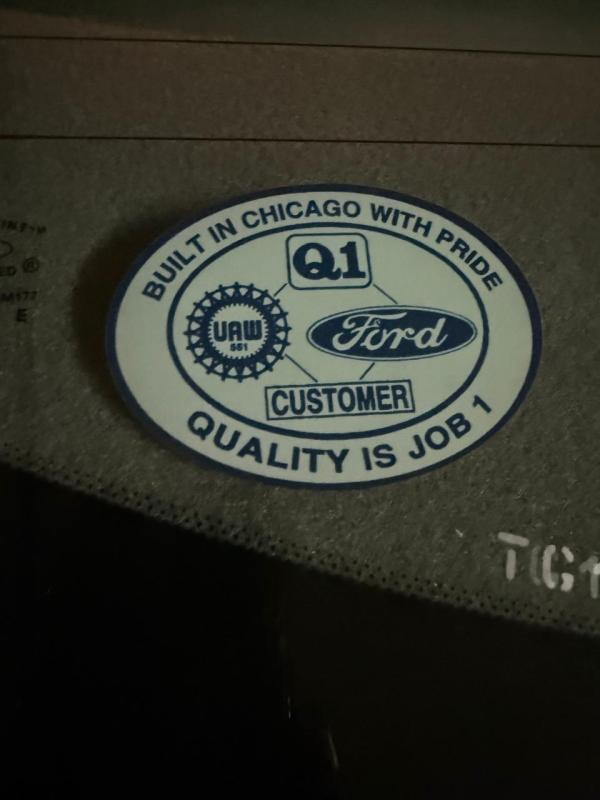 BUILT IN CHICAGO WITH PRIDE
Q1
UAW
551
Ford
CUSTOMER
QUALITY IS JOB 1
E